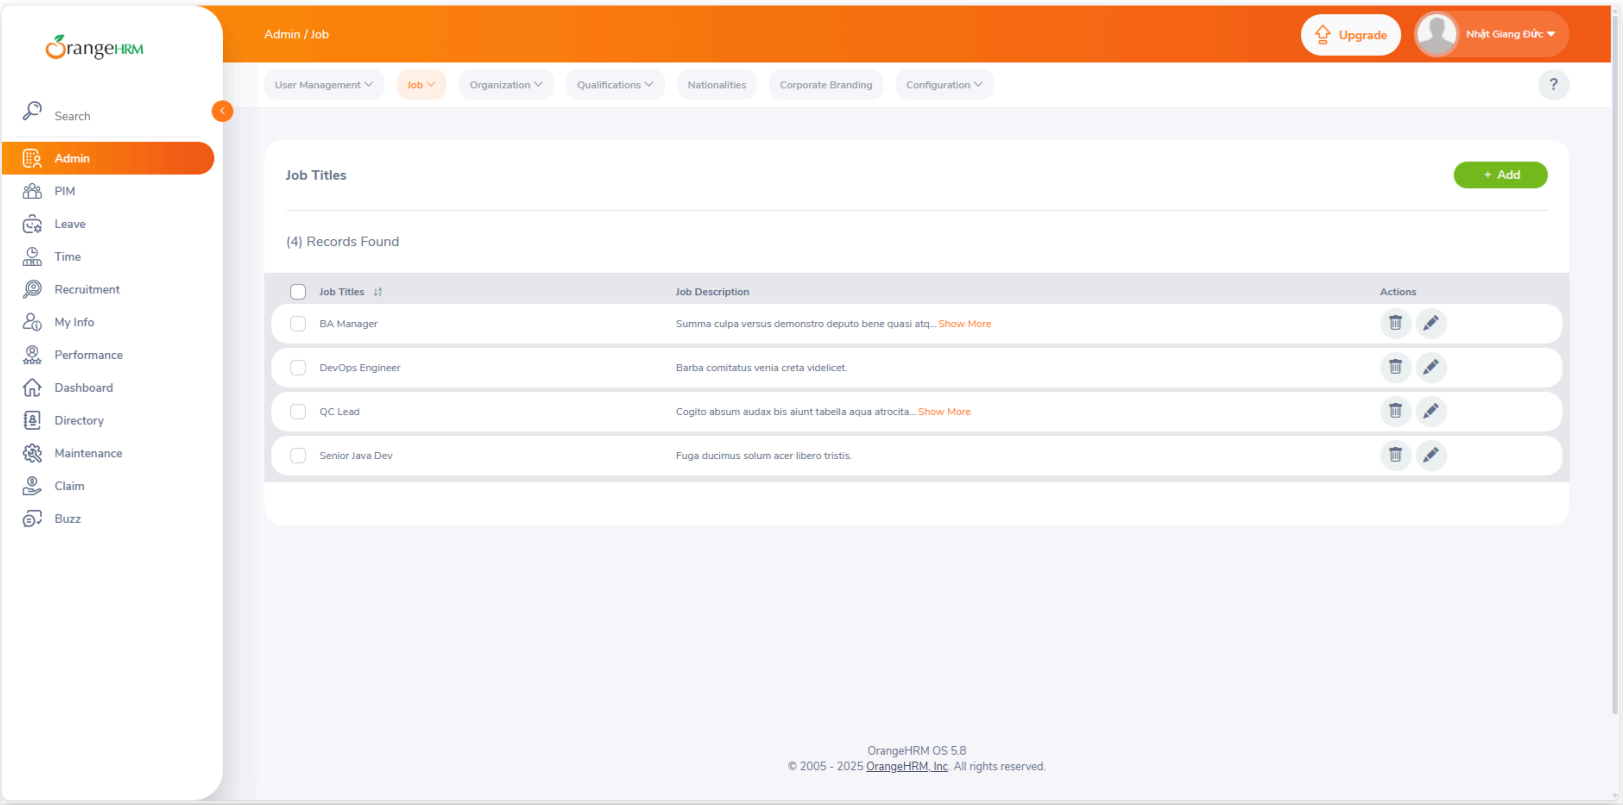 OrangeHRM
Admin / Job
Upgrade
Nhật Giang Đức
User Management
Job
Organization
Qualifications
Nationalities
Corporate Branding
Configuration
?
Search
Admin
PIM
Leave
Time
Recruitment
My Info
Performance
Dashboard
Directory
Maintenance
Claim
Buzz
Job Titles
+ Add
(4) Records Found
Job Titles Job Description Actions
BA Manager Summa culpa versus demonstro deputo bene quasi atq... Show More
DevOps Engineer Barba comitatus venia creta videlicet.
QC Lead Cogito absum audax bis aiunt tabella aqua atrocita... Show More
Senior Java Dev Fuga ducimus solum acer libero tristis.
OrangeHRM OS 5.8
© 2005 - 2025 OrangeHRM, Inc. All rights reserved.